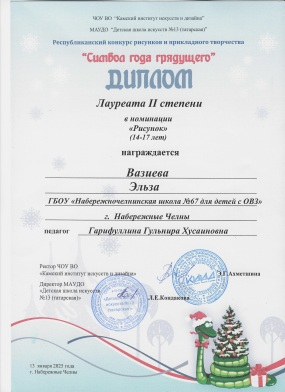 ЧОУ ВО "Камский институт искусств и дизайна"
МАУДО "Детская школа искусств №13 (татарская)"
Республиканский конкурс рисунков и прикладного творчества
"Символ года грядущего"
ДИПЛОМ
Лауреата II степени
в номинации
«Рисунок»
(14-17 лет)
награждается
Вазиева
Эльза
ГБОУ «Набережночелнинская школа №67 для детей с ОВЗ»
г. Набережные Челны
педагог Гарифуллина Гульнира Хусаиновна
Ректор ЧОУ ВО
«Камский институт искусств и дизайна»
Э.Г.Ахметшина
Директор МАУДО
«Детская школа искусств
№13 (татарская)»
Л.Е.Кондакова
13 января 2025 года
г. Набережные Челны